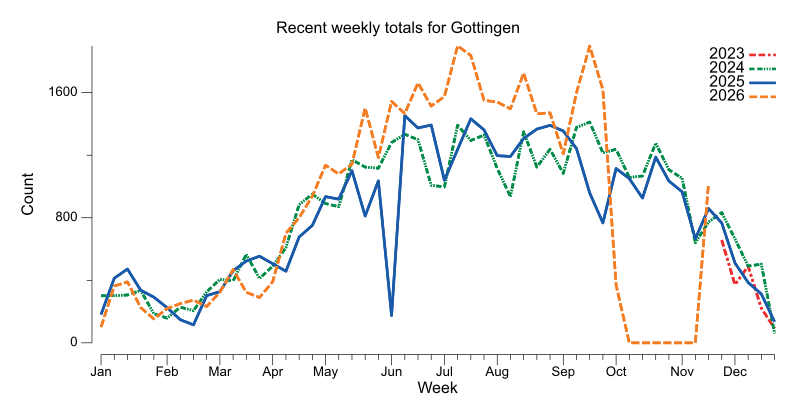 Recent weekly totals for Gottingen
2023
2024
2025
2026
1600
800
0
Count
Jan Feb Mar Apr May Jun Jul Aug Sep Oct Nov Dec
Week